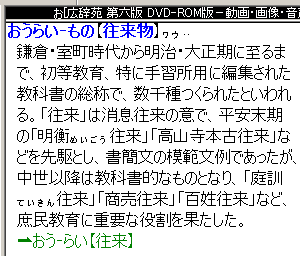 お[広辞苑 第六版 DVD-ROM版－動画・画像・音
おうらい‐もの【往来物】ワウ‥
鎌倉・室町時代から明治・大正期に至るま
で、初等教育、特に手習所用に編集された
教科書の総称で、数千種つくられたといわれ
る。「往来」は消息往来の意で、平安末期
の「明衡めいごう往来」「高山寺本古往来」な
どを先駆とし、書簡文の模範文例であったが、
中世以降は教科書的なものとなり、「庭訓
ていきん往来」「商売往来」「百姓往来」など、
庶民教育に重要な役割を果たした。
⇒おう‐らい【往来】